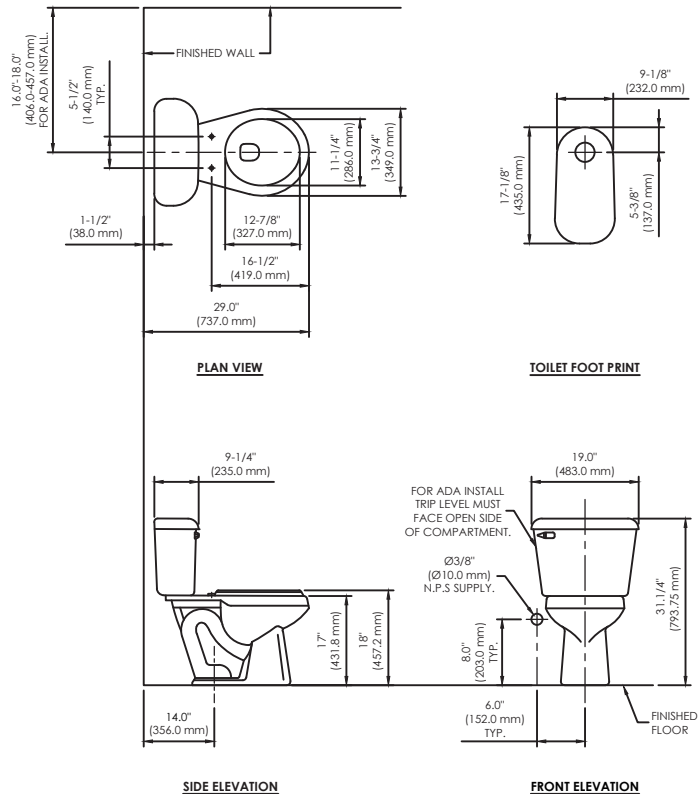 16.0"-18.0"
(406.0-457.0 mm)
FOR ADA INSTALL.
5-1/2"
(140.0 mm)
TYP.
FINISHED WALL
11-1/4"
(286.0 mm)
13-3/4"
(349.0 mm)
1-1/2"
(38.0 mm)
12-7/8"
(327.0 mm)
16-1/2"
(419.0 mm)
29.0"
(737.0 mm)
PLAN VIEW
9-1/8"
(232.0 mm)
17-1/8"
(435.0 mm)
5-3/8"
(137.0 mm)
TOILET FOOT PRINT
9-1/4"
(235.0 mm)
17"
(431.8 mm)
18"
(457.2 mm)
14.0"
(356.0 mm)
SIDE ELEVATION
19.0"
(483.0 mm)
FOR ADA INSTALL
TRIP LEVEL MUST
FACE OPEN SIDE
OF COMPARTMENT.
Ø3/8"
(Ø10.0 mm)
N.P.S SUPPLY.
8.0"
(203.0 mm)
TYP.
31.1/4"
(793.75 mm)
6.0"
(152.0 mm)
TYP.
FINISHED
FLOOR
FRONT ELEVATION